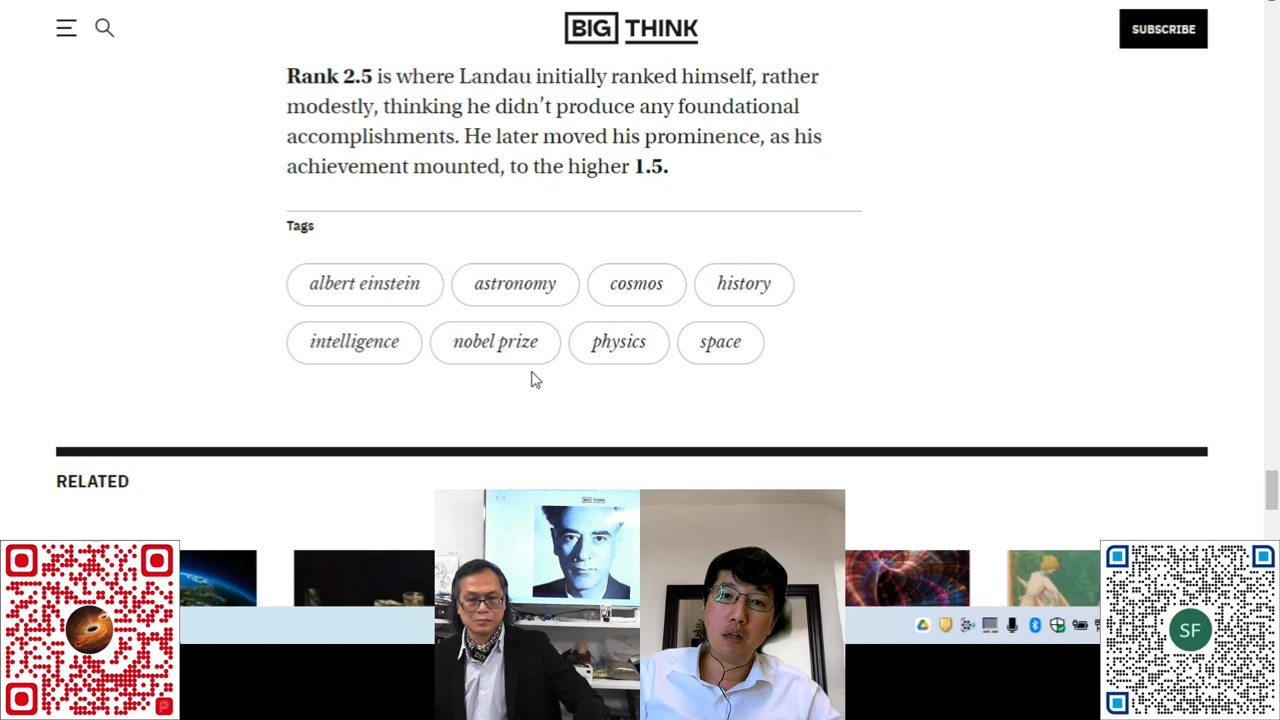 BIG THINK
SUBSCRIBE
Rank 2.5 is where Landau initially ranked himself, rather
modestly, thinking he didn’t produce any foundational
accomplishments. He later moved his prominence, as his
achievement mounted, to the higher 1.5.
Tags
albert einstein
astronomy
cosmos
history
intelligence
nobel prize
physics
space
RELATED
BIG THINK
SF